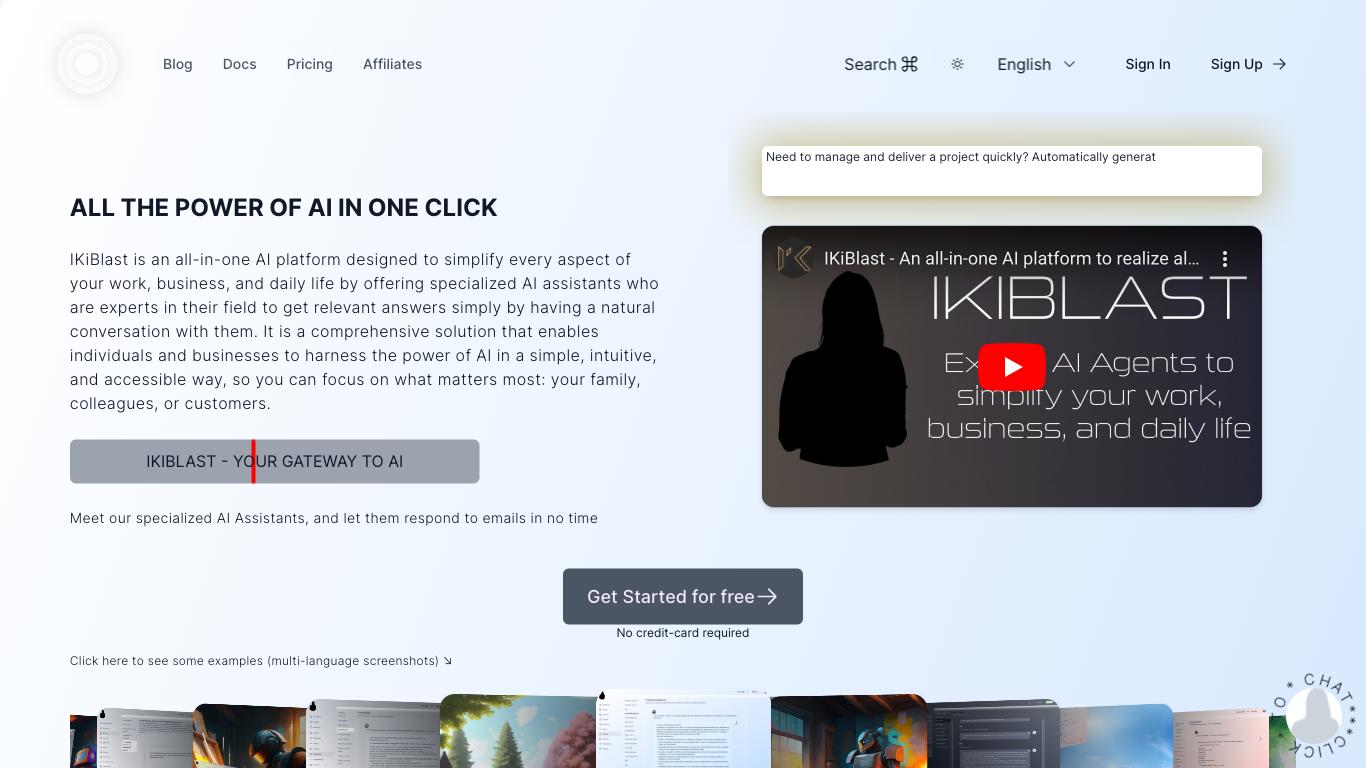 Blog Docs Pricing Affiliates Search ⌘ English Sign In Sign Up →
Need to manage and deliver a project quickly? Automatically generat
ALL THE POWER OF AI IN ONE CLICK
IKiBlast is an all-in-one AI platform designed to simplify every aspect of
your work, business, and daily life by offering specialized AI assistants who
are experts in their field to get relevant answers simply by having a natural
conversation with them. It is a comprehensive solution that enables
individuals and businesses to harness the power of AI in a simple, intuitive,
and accessible way, so you can focus on what matters most: your family,
colleagues, or customers.
IKIBLAST - YOUR GATEWAY TO AI
Meet our specialized AI Assistants, and let them respond to emails in no time
IKiBlast - An all-in-one AI platform to realize al...
IKIBLAST
AI Agents to
simplify your work,
business, and daily life
Get Started for free →
No credit-card required
Click here to see some examples (multi-language screenshots) ↘
CLICK * TO * CHAT **